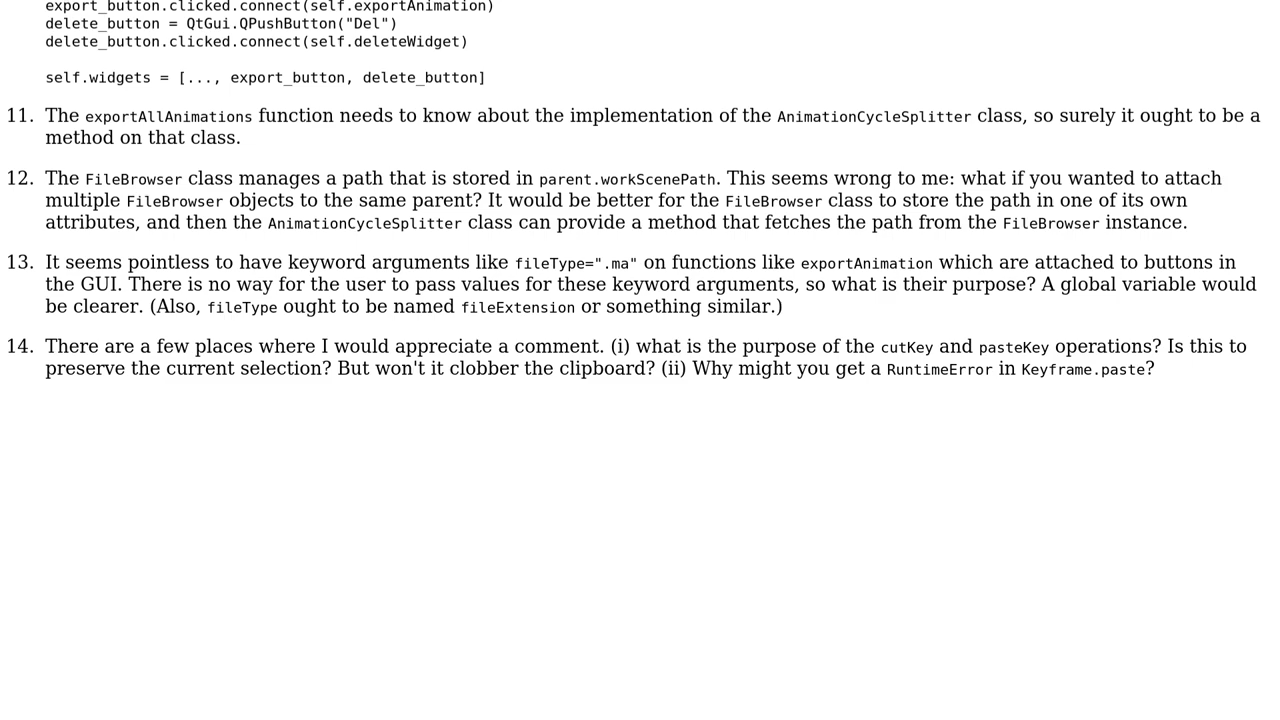 export_button.clicked.connect(self.exportAnimation)
delete_button = QtGui.QPushButton("Del")
delete_button.clicked.connect(self.deleteWidget)
self.widgets = [..., export_button, delete_button]
11. The exportAllAnimations function needs to know about the implementation of the AnimationCycleSplitter class, so surely it ought to be a
method on that class.
12. The FileBrowser class manages a path that is stored in parent.workScenePath. This seems wrong to me: what if you wanted to attach
multiple FileBrowser objects to the same parent? It would be better for the FileBrowser class to store the path in one of its own
attributes, and then the AnimationCycleSplitter class can provide a method that fetches the path from the FileBrowser instance.
13. It seems pointless to have keyword arguments like fileType=".ma" on functions like exportAnimation which are attached to buttons in
the GUI. There is no way for the user to pass values for these keyword arguments, so what is their purpose? A global variable would
be clearer. (Also, fileType ought to be named fileExtension or something similar.)
14. There are a few places where I would appreciate a comment. (i) what is the purpose of the cutKey and pasteKey operations? Is this to
preserve the current selection? But won't it clobber the clipboard? (ii) Why might you get a RuntimeError in Keyframe.paste?